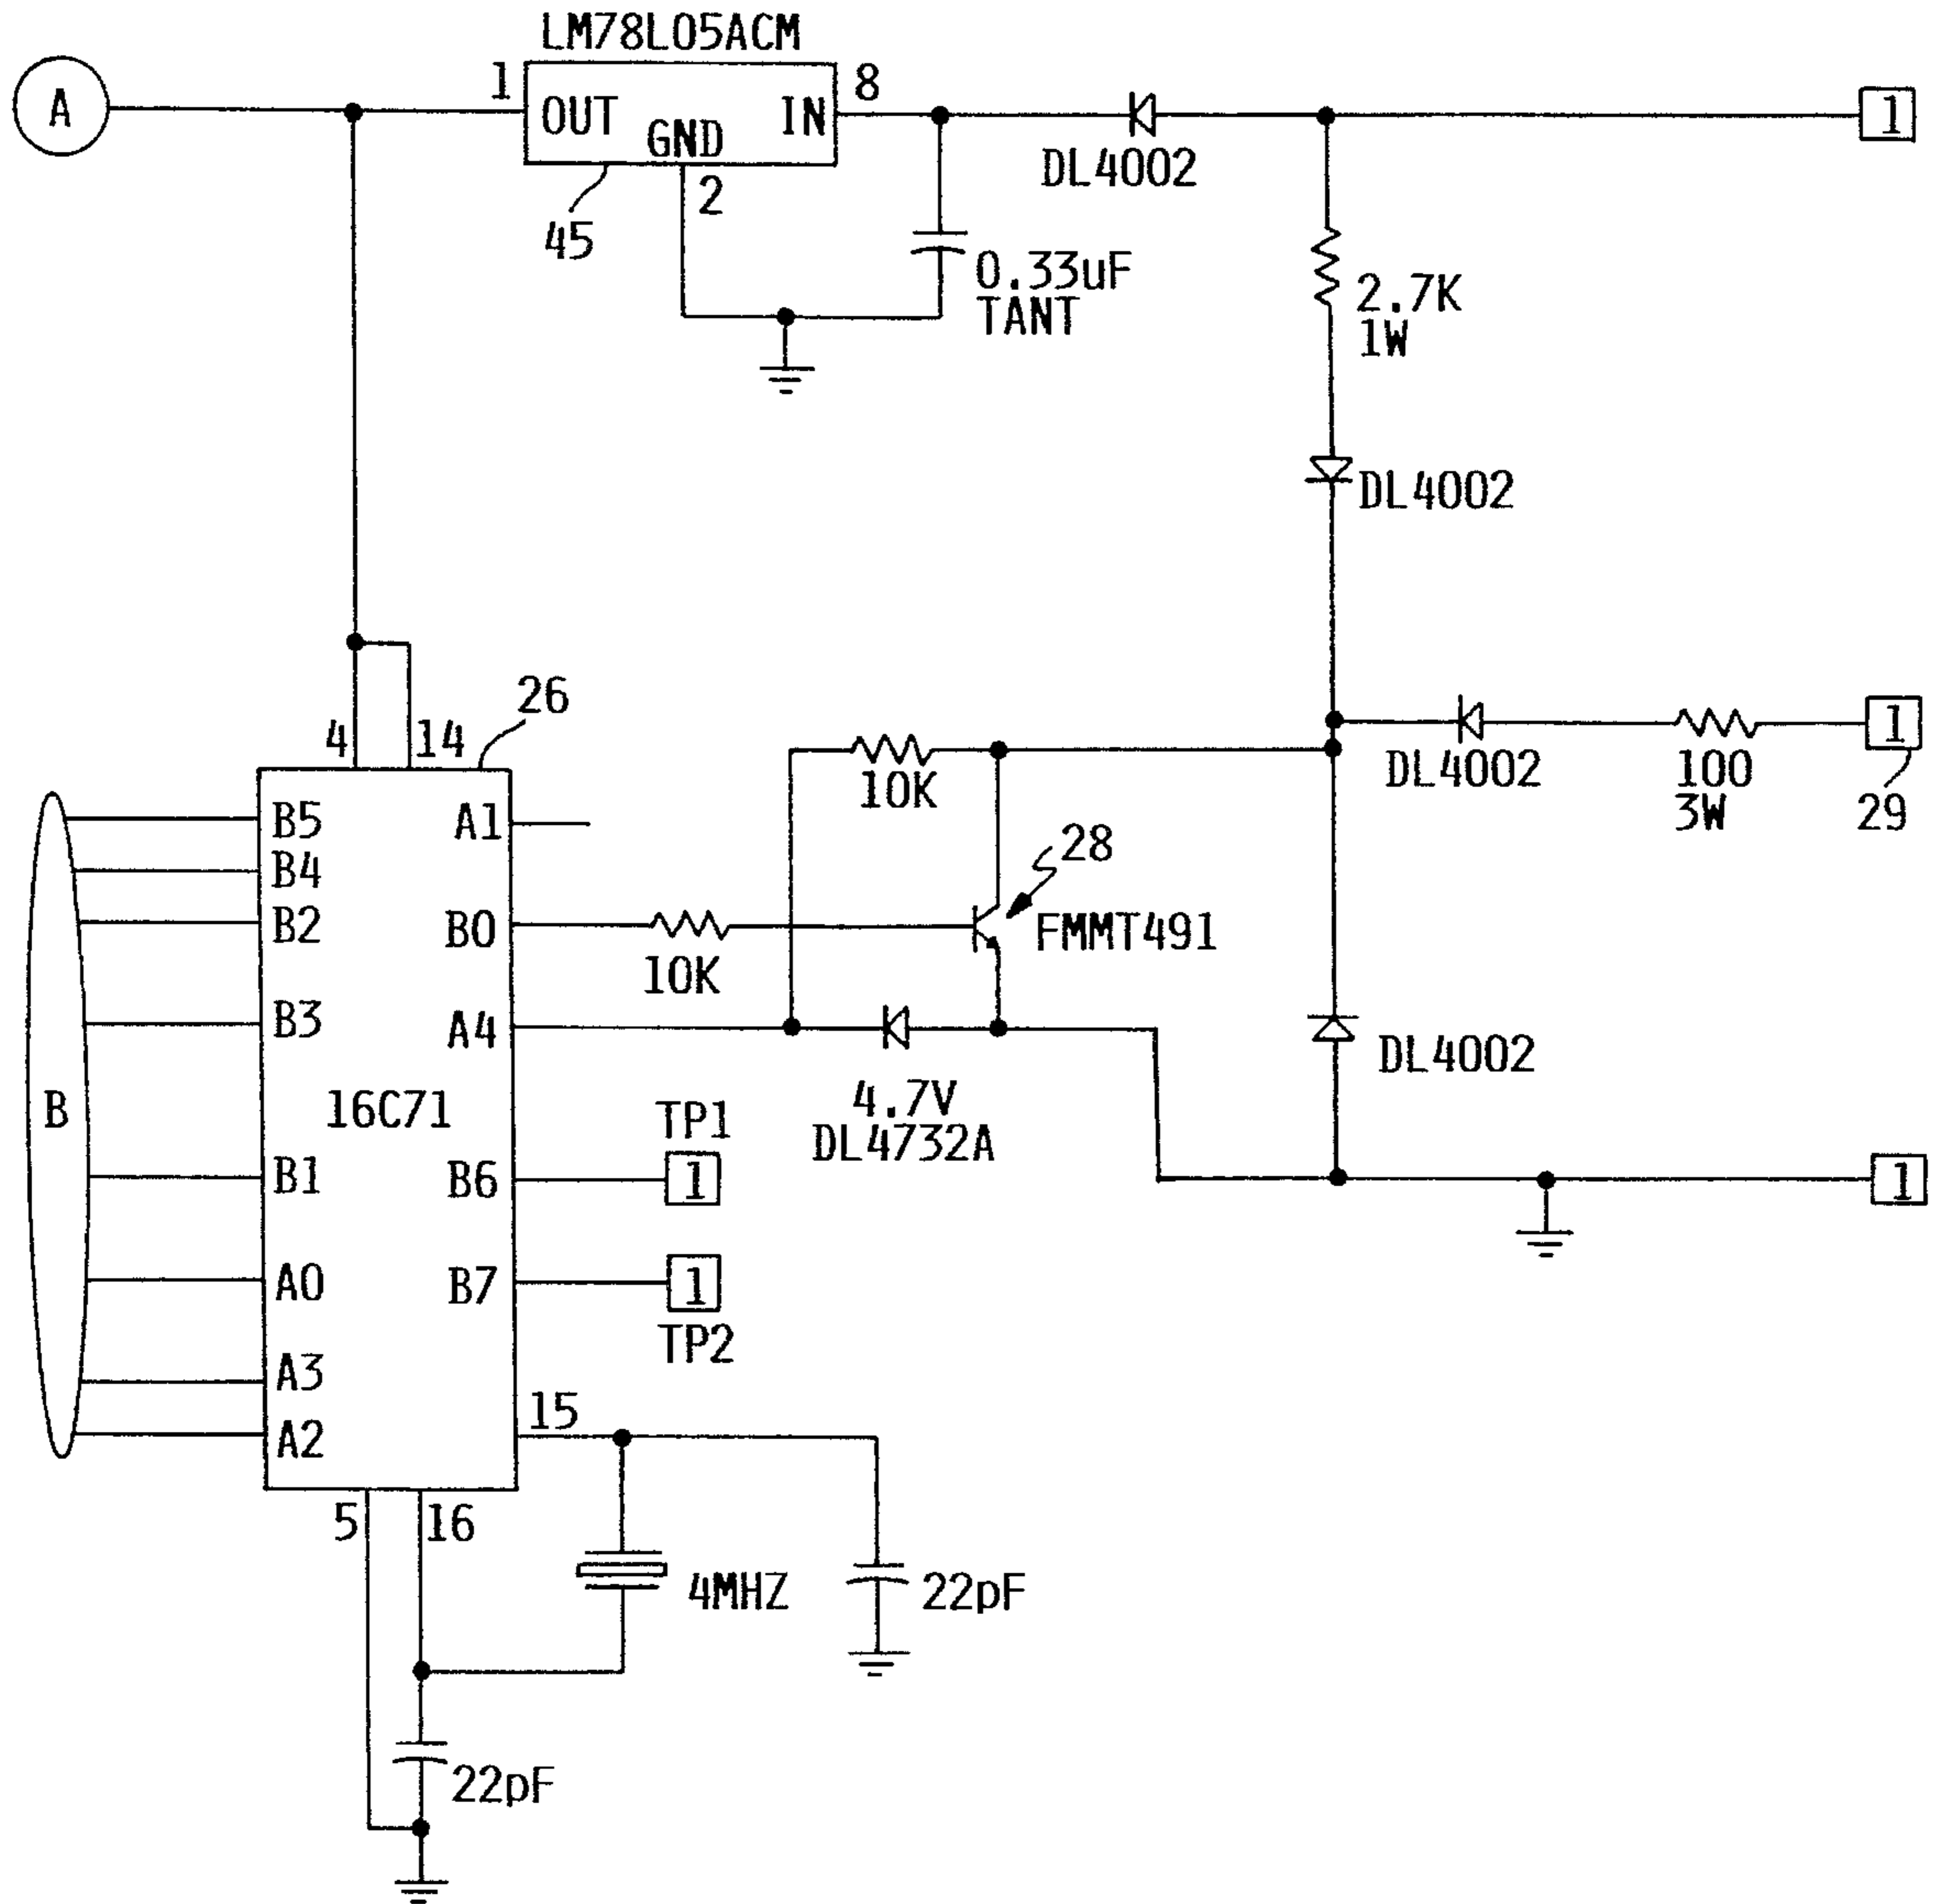 LM78L05ACM
A
1
OUT
GND
IN
8
1
2
DL4002
45
0.33uF
TANT
2.7K
1W
DL4002
26
4
14
1
10K
DL4002
100
3W
29
B5
A1
28
B4
B2
B0
FMMT491
10K
B3
A4
DL4002
B
16C71
4.7V
DL4732A
TP1
B1
B6
1
1
A0
B7
1
TP2
A3
15
A2
5
16
4MHZ
22pF
22pF